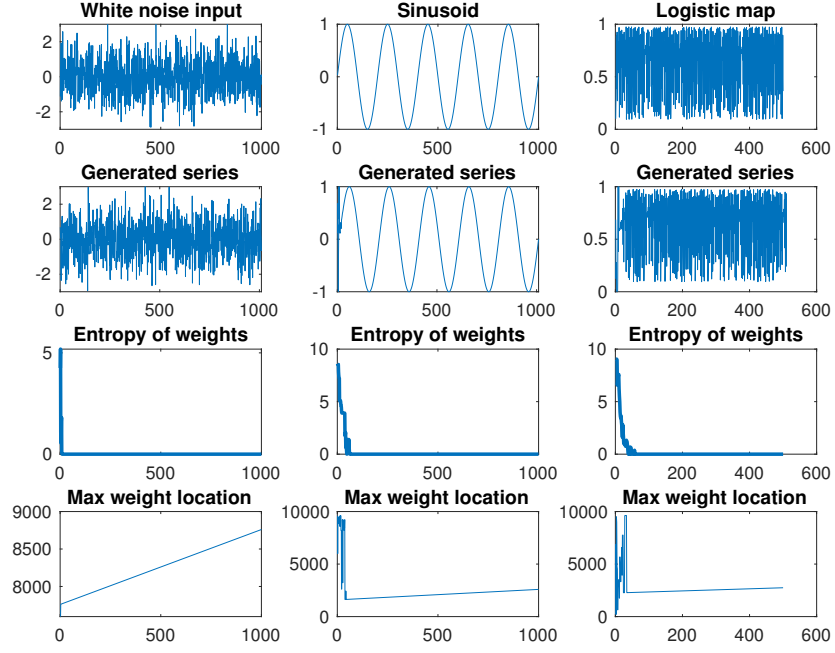 White noise input Sinusoid Logistic map
2 1 1
0 0 0.5
-2 -1 0
0 500 1000 0 500 1000 0 200 400 600
Generated series Generated series Generated series
2 1 1
0 0 0.5
-2 -1 0
0 500 1000 0 500 1000 0 200 400 600
Entropy of weights Entropy of weights Entropy of weights
5 10 10
5 5
0 0 0
0 500 1000 0 500 1000 0 200 400 600
Max weight location Max weight location Max weight location
9000 10000 10000
8500 5000 5000
8000 0 0
0 500 1000 0 500 1000 0 200 400 600